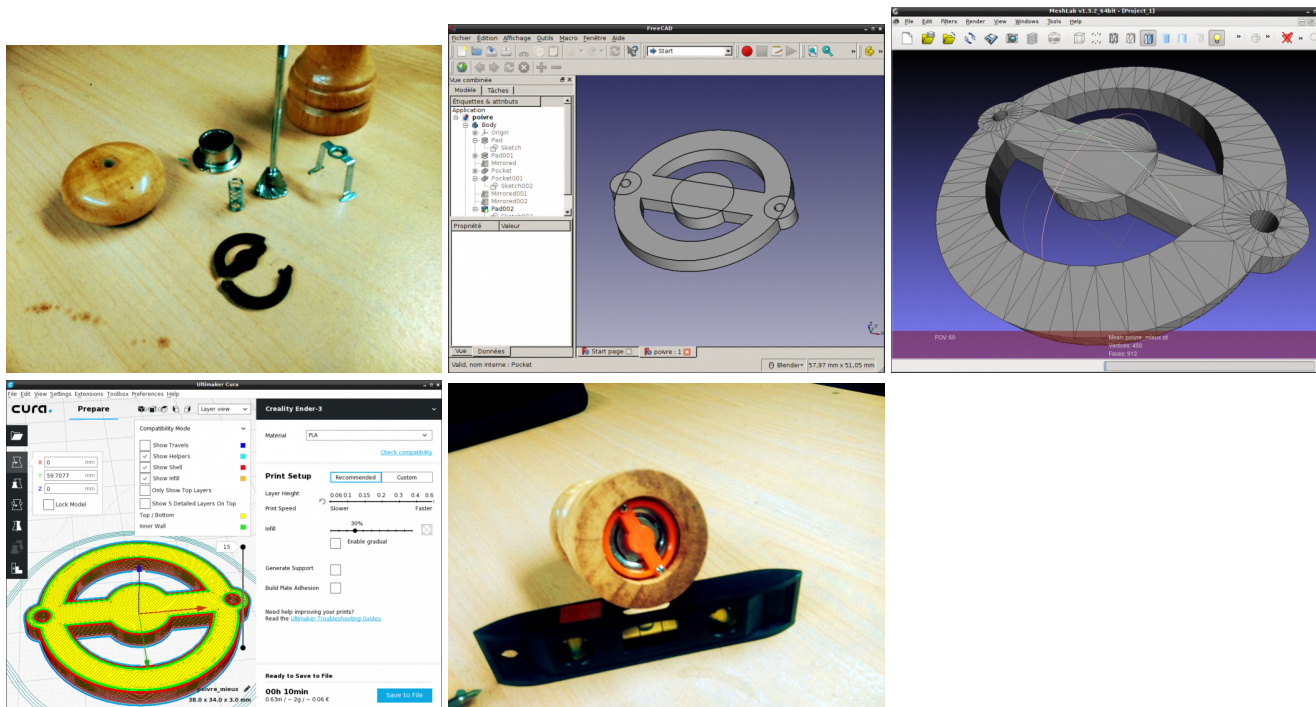 FreeCAD
Fichier Edition Affichage Outils Macro Fenêtre Aide
Start
Vue combinée
Modèle Tâches
Étiquettes & attributs
Application
poivre
Body
Origin
Pad
Sketch
Pad001
Mirrored
Pocket
Pocket001
Sketch002
Mirrored001
Mirrored002
Pad002
Propriété Valeur
Vue Données
Start page poivre : 1
Valid, nom interne : Pocket
Blender 57,97 mm x 51,05 mm
MeshLab v1.3.2_64bit - [Project_1]
File Edit Filters Render View Windows Tools Help
FOV: 60
Mesh: poivre_mieux.stl
Vertices: 450
Faces: 912
Ultimaker Cura
File Edit View Settings Extensions Toolbox Preferences Help
cura. Prepare Layer view
Creality Ender-3
Compatibility Mode
Show Travels
Show Helpers
Show Shell
Show Infill
Only Show Top Layers
Show 5 Detailed Layers On Top
Top / Bottom
Inner Wall
X 0 mm
Y 59.7077 mm
Z 0 mm
Lock Model
15
Material PLA
Check compatibility
Print Setup Recommended Custom
Layer Height 0.06 0.1 0.15 0.2 0.3 0.4 0.6
Print Speed Slower Faster
Infill 30%
Enable gradual
Generate Support
Build Plate Adhesion
Need help improving your prints?
Read the Ultimaker Troubleshooting Guides
poivre_mieux
38.0 x 34.0 x 3.0 mm
Ready to Save to File
00h 10min
0.63m / ~ 2g / ~ 0.06 €
Save to File